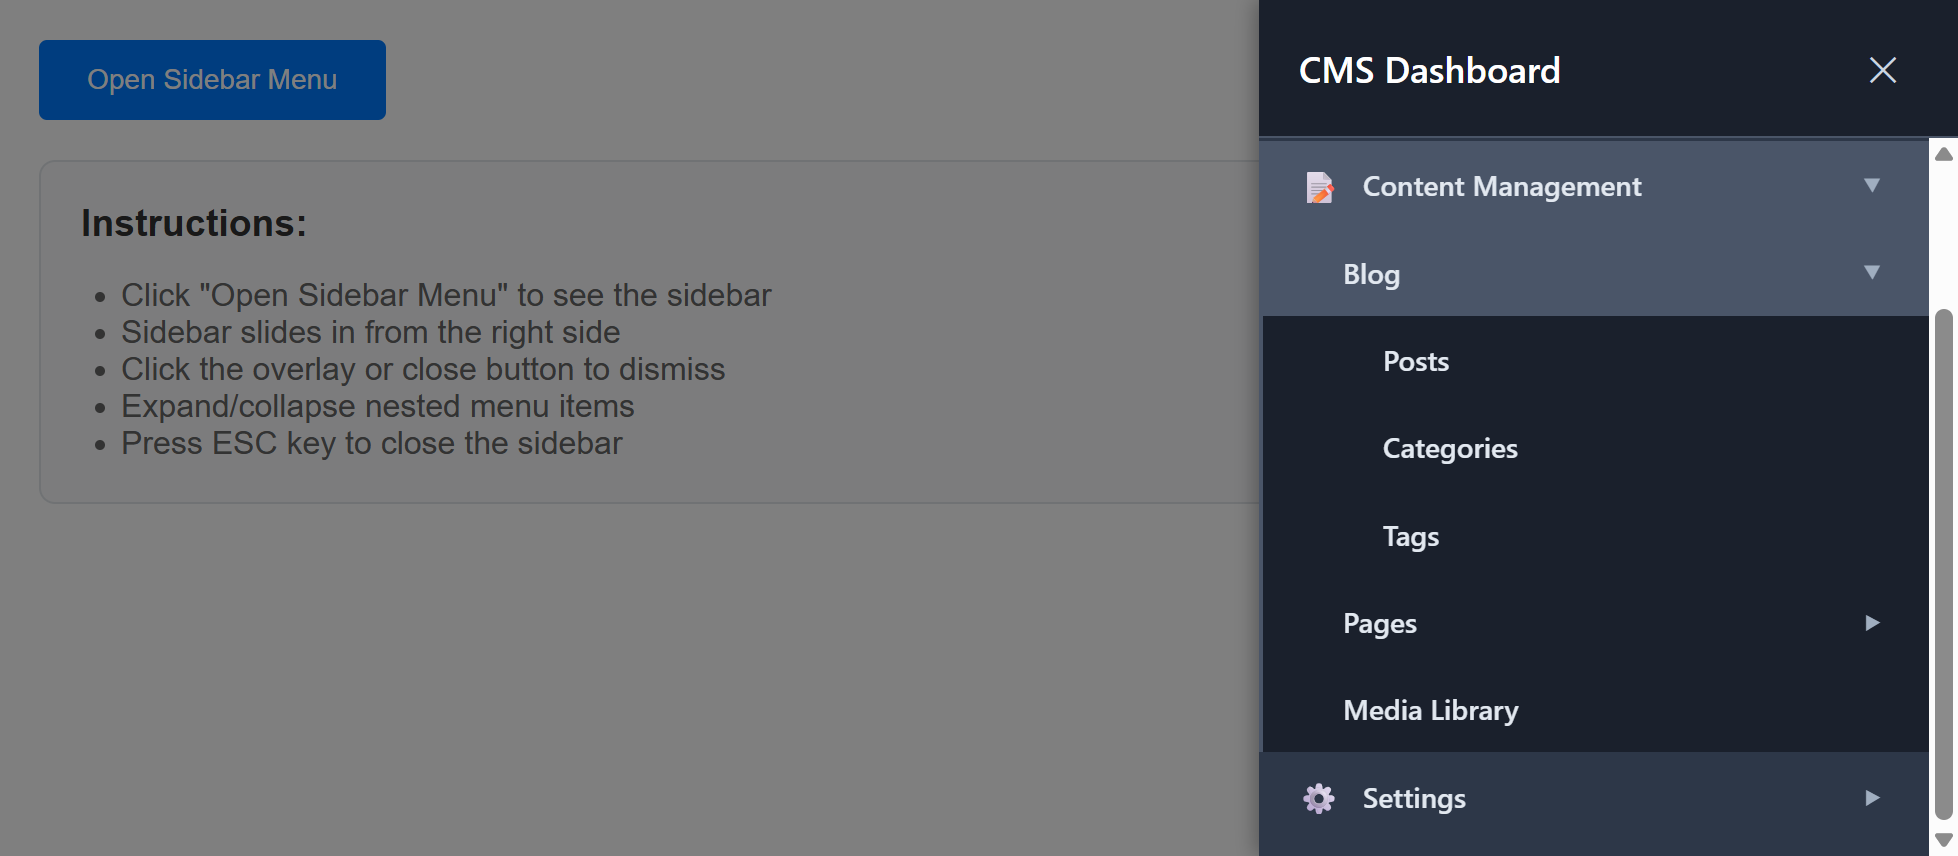 Open Sidebar Menu
Instructions:
Click "Open Sidebar Menu" to see the sidebar
Sidebar slides in from the right side
Click the overlay or close button to dismiss
Expand/collapse nested menu items
Press ESC key to close the sidebar
CMS Dashboard
Content Management
Blog
Posts
Categories
Tags
Pages
Media Library
Settings